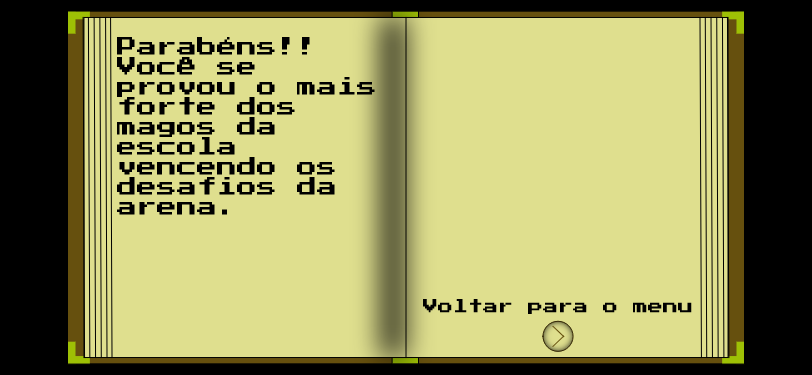 Parabéns!!
Você se
provou o mais
forte dos
magos da
escola
vencendo os
desafios da
arena.
Voltar para o menu